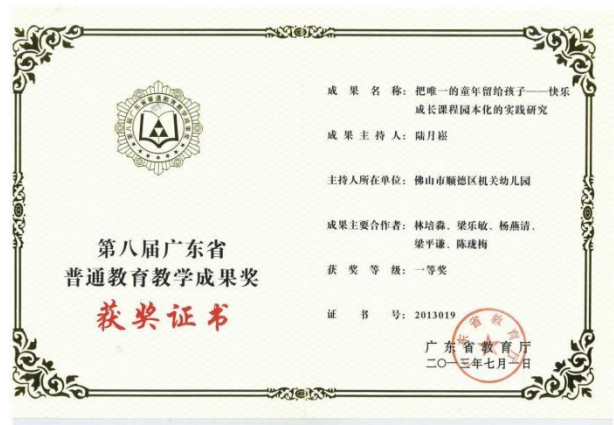 第八届广东省
普通教育教学成果奖
获奖证书
成果名称：把唯一的童年留给孩子——快乐
成长课程园本化的实践研究
成果主持人：陆月崧
主持人所在单位：佛山市顺德区机关幼儿园
成果主要合作者：林培淼、梁乐敏、杨燕清、
梁平谦、陈珑梅
获奖等级：一等奖
证书号：2013019
广东省教育厅
二〇一三年七月一日